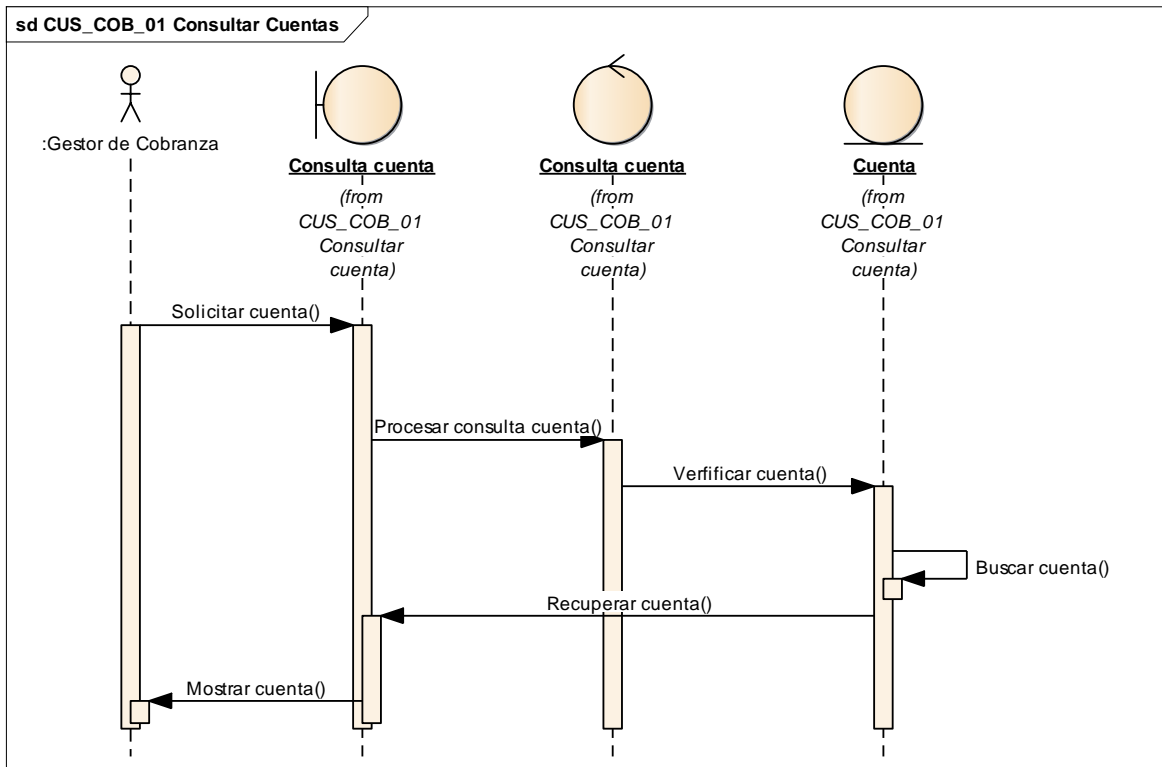 sd CUS_COB_01 Consultar Cuentas
:Gestor de Cobranza
Consulta cuenta
(from
CUS_COB_01
Consultar
cuenta)
Consulta cuenta
(from
CUS_COB_01
Consultar
cuenta)
Cuenta
(from
CUS_COB_01
Consultar
cuenta)
Solicitar cuenta()
Procesar consulta cuenta()
Verfificar cuenta()
Buscar cuenta()
Recuperar cuenta()
Mostrar cuenta()